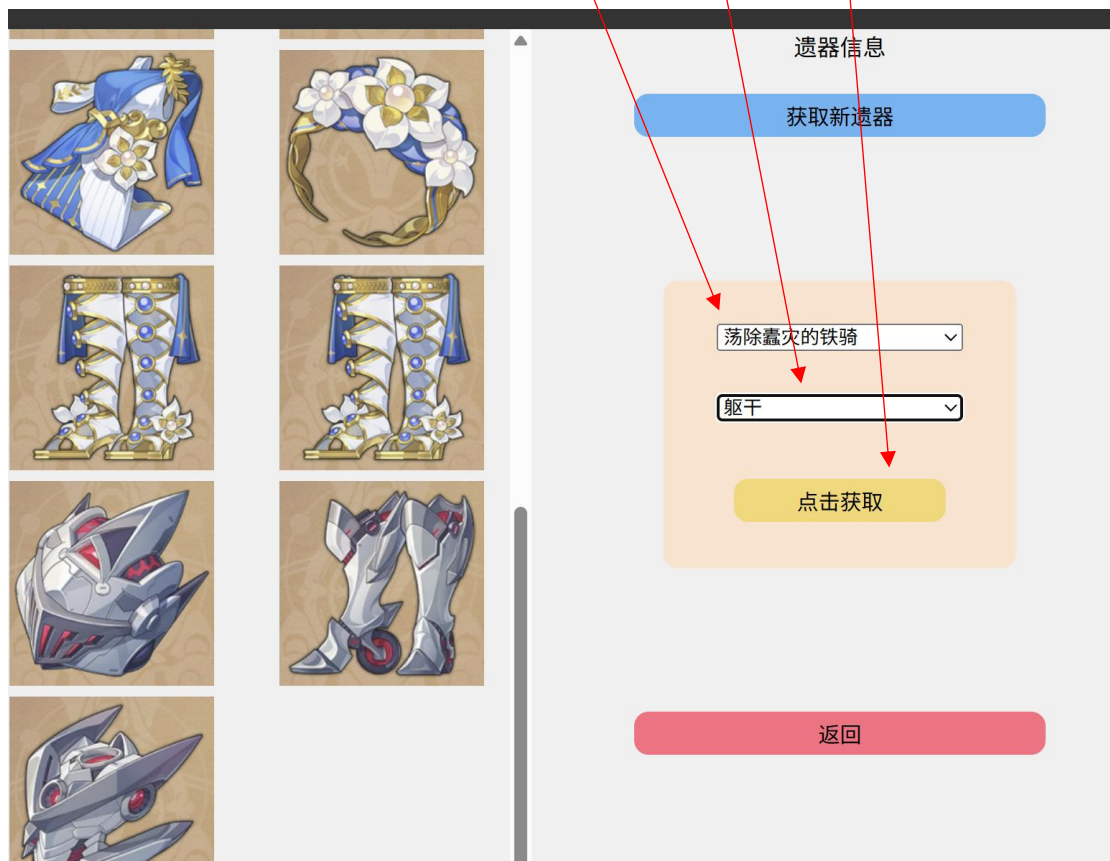 遗器信息
获取新遗器
荡除蠹灾的铁骑
躯干
点击获取
返回